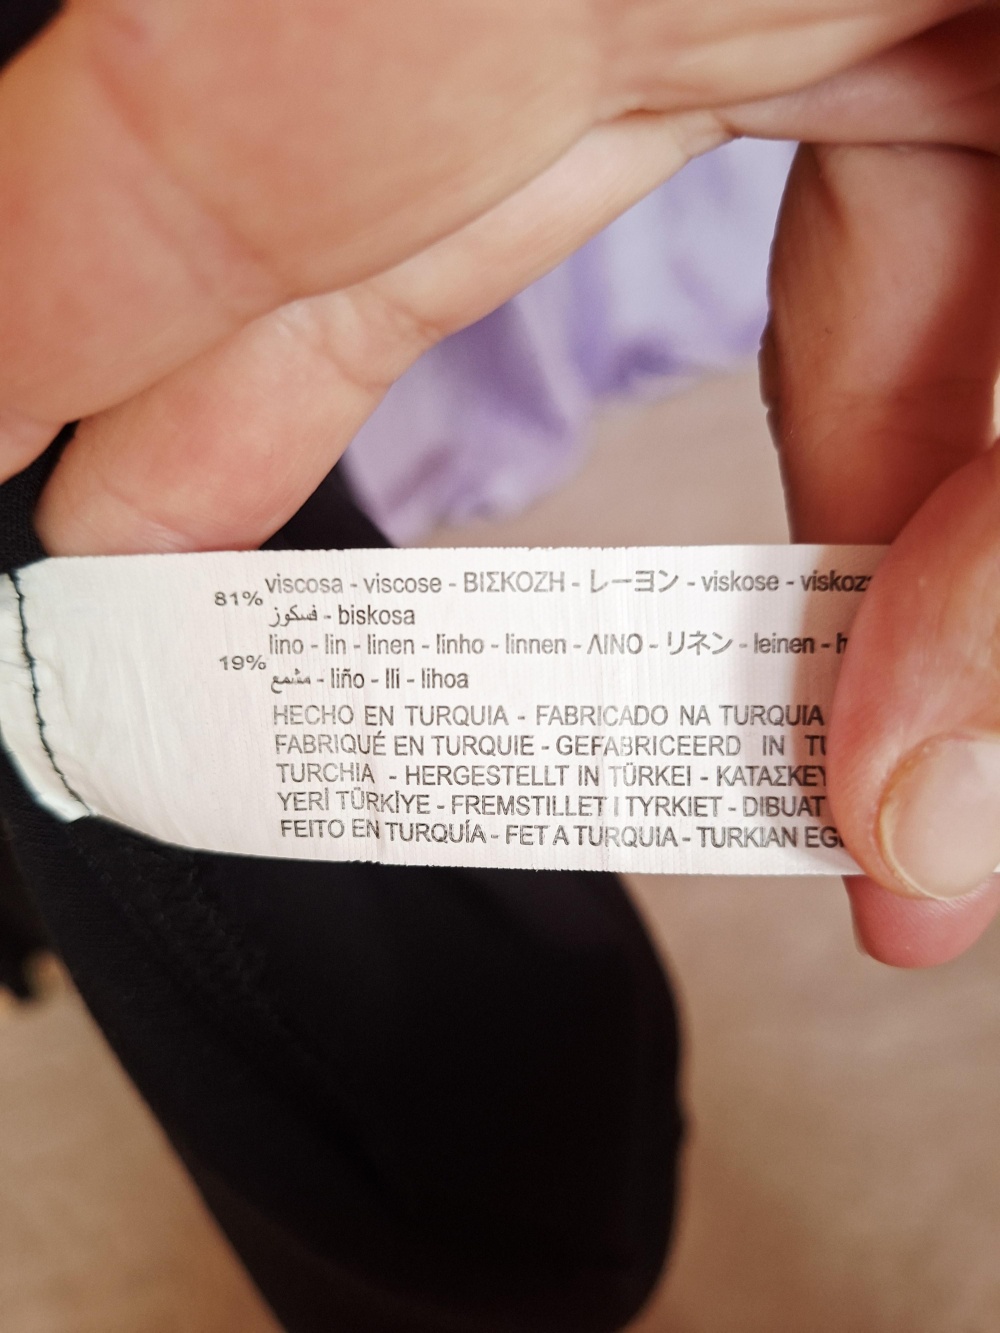 81% viscosa - viscose - ΒΙΣΚΟΖΗ - レーヨン - viskose -
فسكوز - biskosa
19% lino - lin - linen - linho - linnen - ΛΙΝΟ - リネン - leinen -
مشمع - liño - lli - lihoa
HECHO EN TURQUIA - FABRICADO NA TURQUIA
FABRIQUÉ EN TURQUIE - GEFABRICEERD IN
TURCHIA - HERGESTELLT IN TÜRKEI -
YERİ TÜRKİYE - FREMSTILLET I TYRKIET - DIBUAT
FEITO EN TURQUÍA - FET A TURQUIA - TURKIAN